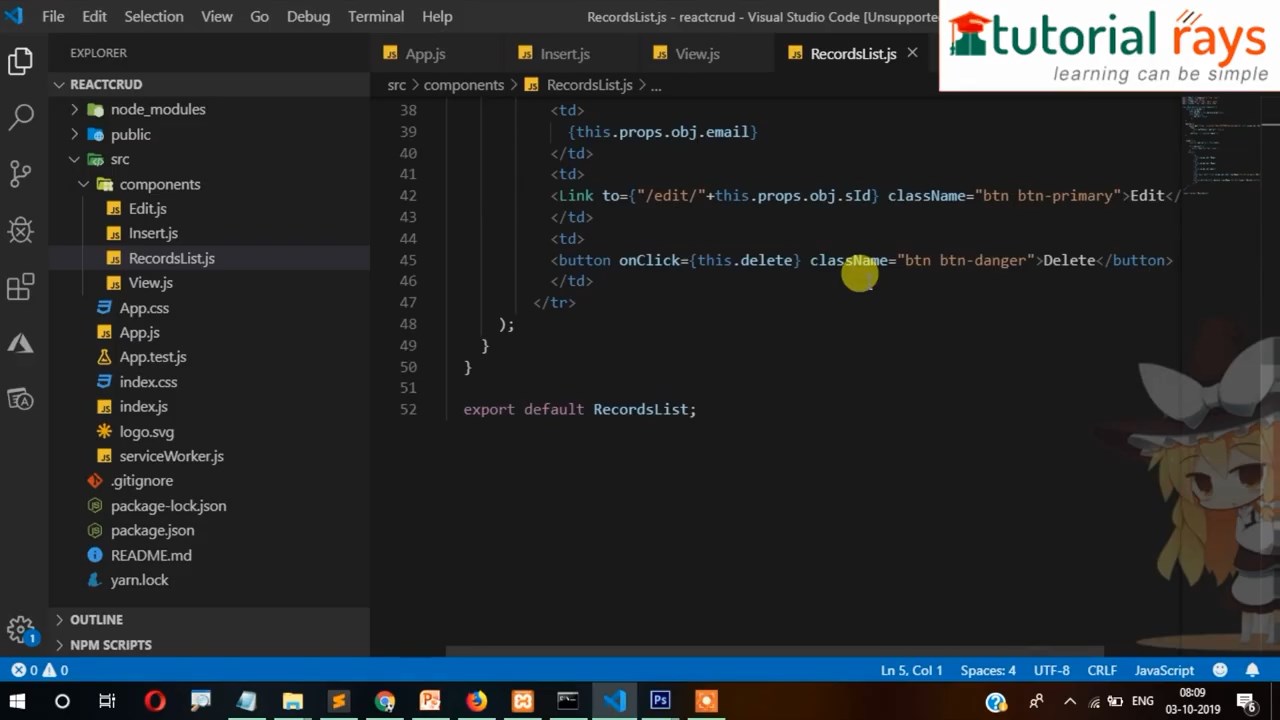 File Edit Selection View Go Debug Terminal Help
RecordsList.js - reactcrud - Visual Studio Code [Unsupporte
tutorial rays
learning can be simple
EXPLORER
App.js Insert.js View.js RecordsList.js
REACTCRUD
src > components > RecordsList.js > ...
node_modules
public
src
components
Edit.js
Insert.js
RecordsList.js
View.js
App.css
App.js
App.test.js
index.css
index.js
logo.svg
serviceWorker.js
.gitignore
package-lock.json
package.json
README.md
yarn.lock
OUTLINE
NPM SCRIPTS
38 <td>
39 {this.props.obj.email}
40 </td>
41 <td>
42 <Link to={"/edit/"+this.props.obj.sId} className="btn btn-primary">Edit</
43 </td>
44 <td>
45 <button onClick={this.delete} className="btn btn-danger">Delete</button>
46 </td>
47 </tr>
48 );
49 }
50 }
51
52 export default RecordsList;
1
0 0 Ln 5, Col 1 Spaces: 4 UTF-8 CRLF JavaScript
ENG 08:09
03-10-2019 6